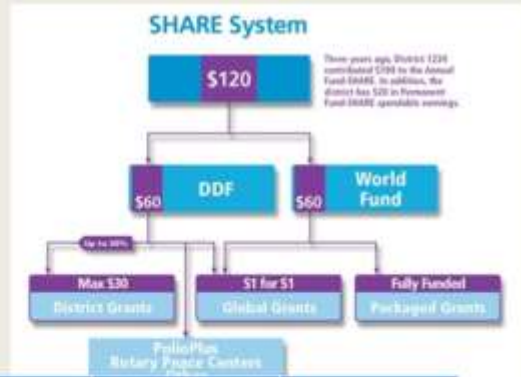 SHARE System
$120
Three years ago, District 1234
contributed $100 to the Annual
Fund-SHARE. In addition, the
district has $20 in Permanent
Fund-SHARE spendable earnings.
$60
DDF
$60
World
Fund
Up to 50%
Max $30
District Grants
$1 for $1
Global Grants
Fully Funded
Packaged Grants
PolioPlus
Rotary Peace Centers
Other